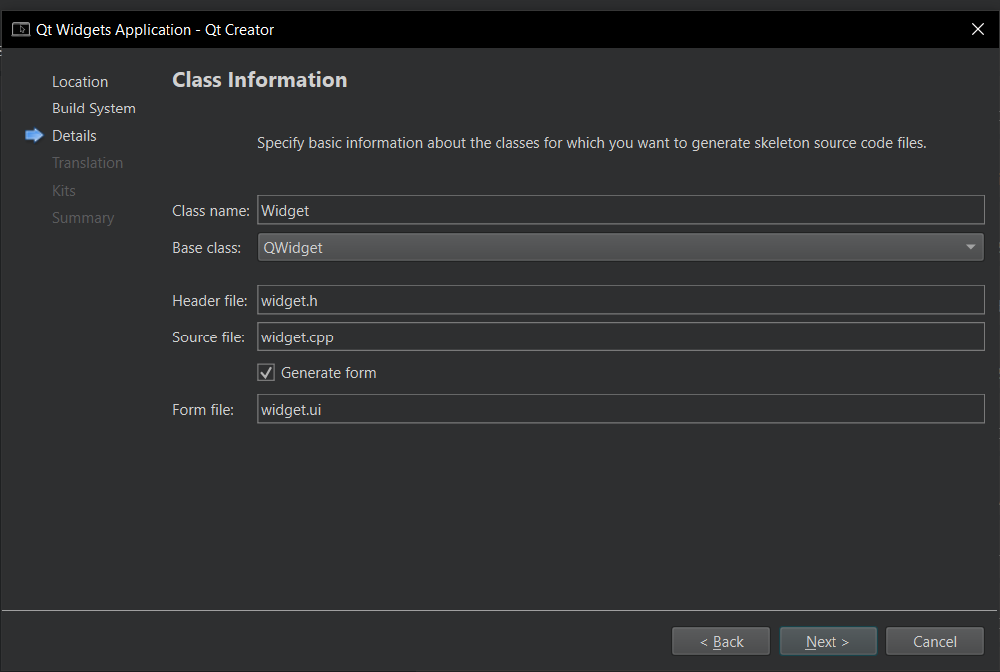 Qt Widgets Application - Qt Creator
Location
Build System
Details
Translation
Kits
Summary
Class Information
Specify basic information about the classes for which you want to generate skeleton source code files.
Class name: Widget
Base class: QWidget
Header file: widget.h
Source file: widget.cpp
Generate form
Form file: widget.ui
< Back Next > Cancel